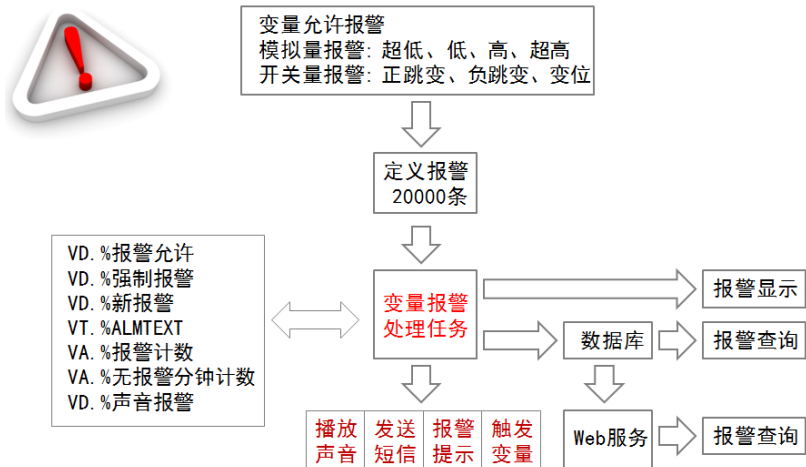 变量允许报警
模拟量报警: 超低、低、高、超高
开关量报警: 正跳变、负跳变、变位
定义报警
20000条
VD.%报警允许
VD.%强制报警
VD.%新报警
VT.%ALMTEXT
VA.%报警计数
VA.%无报警分钟计数
VD.%声音报警
变量报警
处理任务
报警显示
数据库
报警查询
播放
声音
发送
短信
报警
提示
触发
变量
Web服务
报警查询